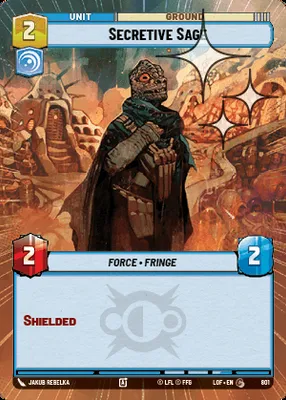 UNIT
GROUND
2
SECRETIVE SAGE
2
2
FORCE • FRINGE
SHIELDED
JAKUB REBELKA
© LFL © FFG
LOF • EN
801